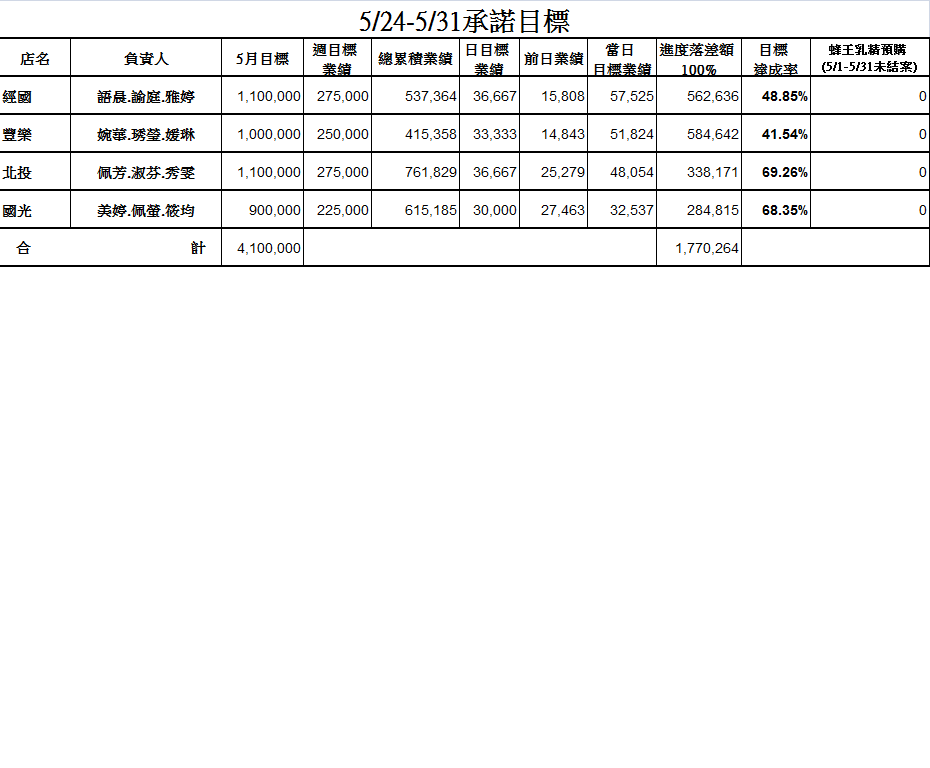 5/24-5/31承諾目標
店名 負責人 5月目標 週目標業績 總累積業績 日目標業績 前日業績 當日目標業績 進度落差額100% 目標達成率 蜂王乳精預購(5/1-5/31未結案)
經國 語晨.諭庭.雅婷 1,100,000 275,000 537,364 36,667 15,808 57,525 562,636 48.85% 0
豐樂 婉華.琇瑩.媛琳 1,000,000 250,000 415,358 33,333 14,843 51,824 584,642 41.54% 0
北投 佩芳.淑芬.秀雯 1,100,000 275,000 761,829 36,667 25,279 48,054 338,171 69.26% 0
國光 美婷.佩螢.筱均 900,000 225,000 615,185 30,000 27,463 32,537 284,815 68.35% 0
合 計 4,100,000 1,770,264